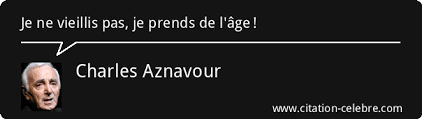 Je ne vieillis pas, je prends de l'âge !
Charles Aznavour
www.citation-celebre.com